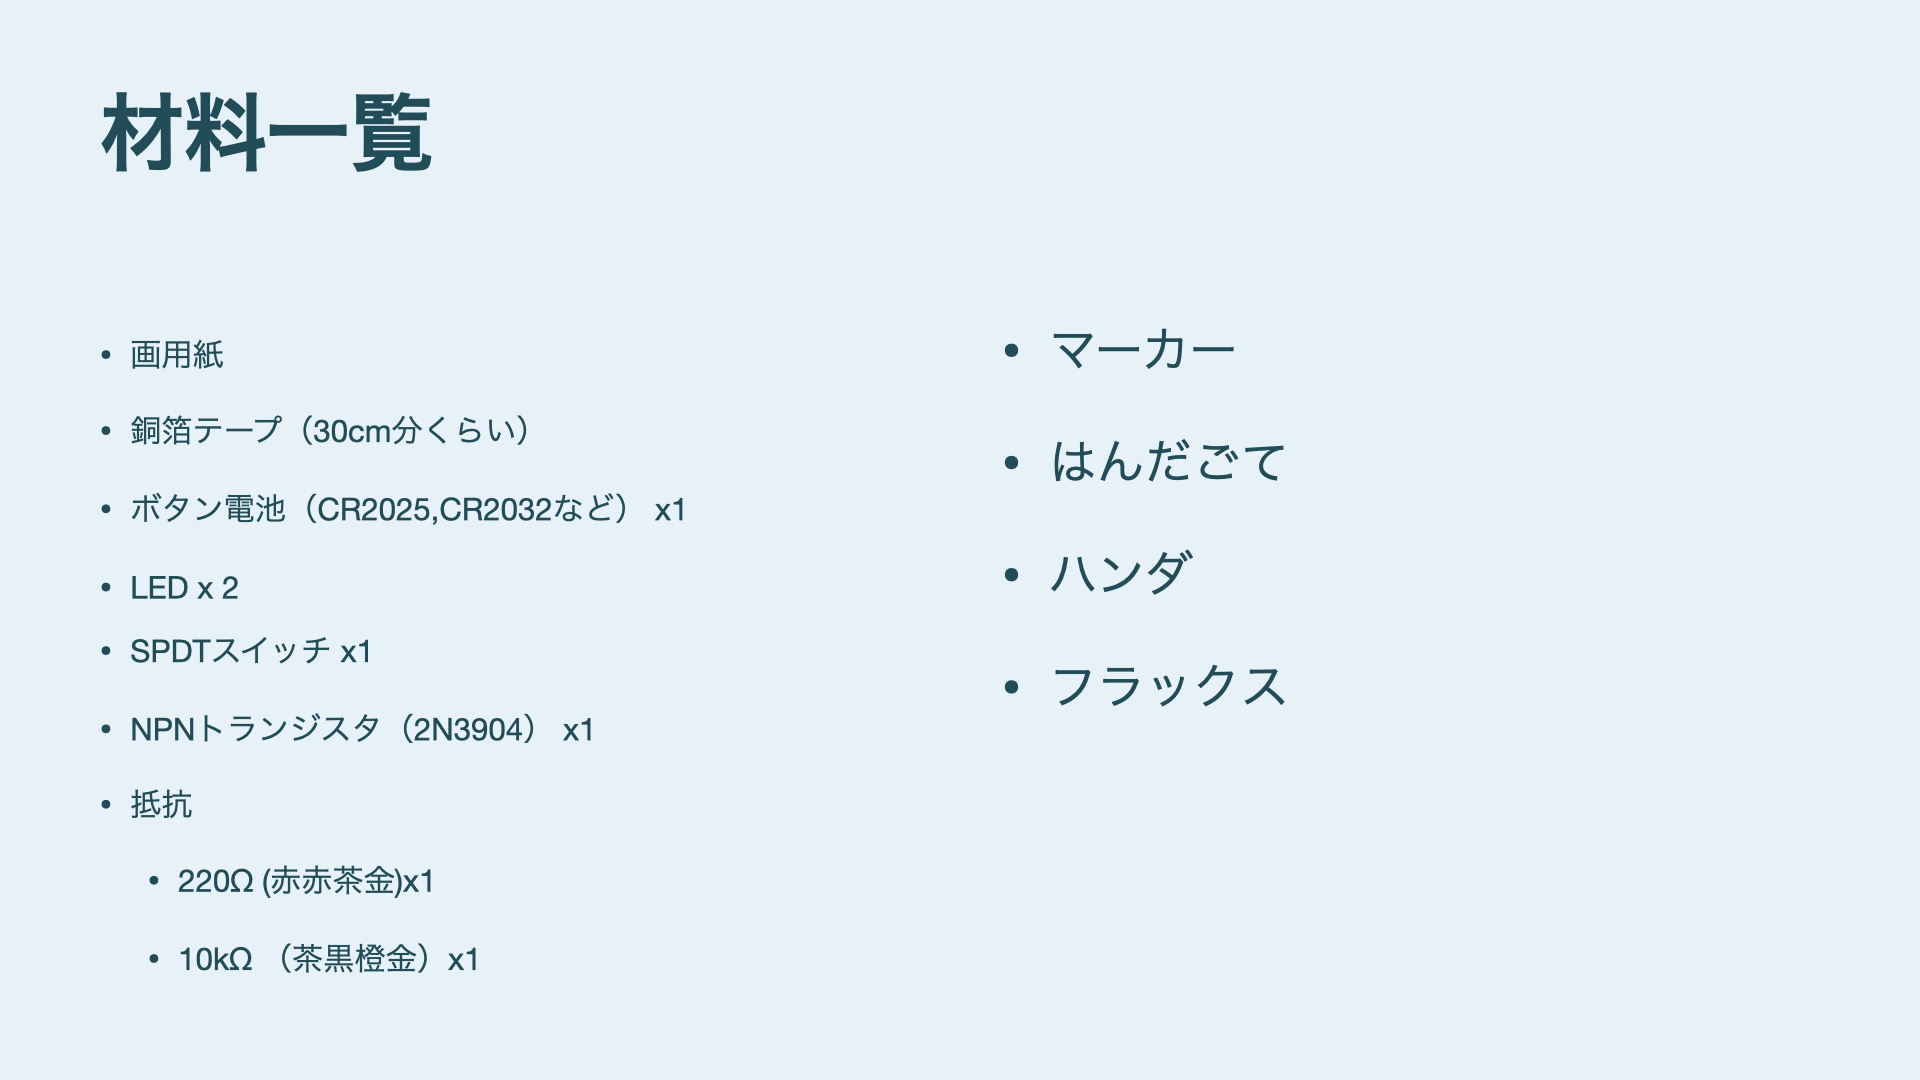 材料一覧
• 画用紙
• 銅箔テープ（30cm分くらい）
• ボタン電池（CR2025,CR2032など） x1
• LED x 2
• SPDTスイッチ x1
• NPNトランジスタ（2N3904） x1
• 抵抗
• 220Ω (赤赤茶金)x1
• 10kΩ （茶黒橙金）x1
• マーカー
• はんだごて
• ハンダ
• フラックス